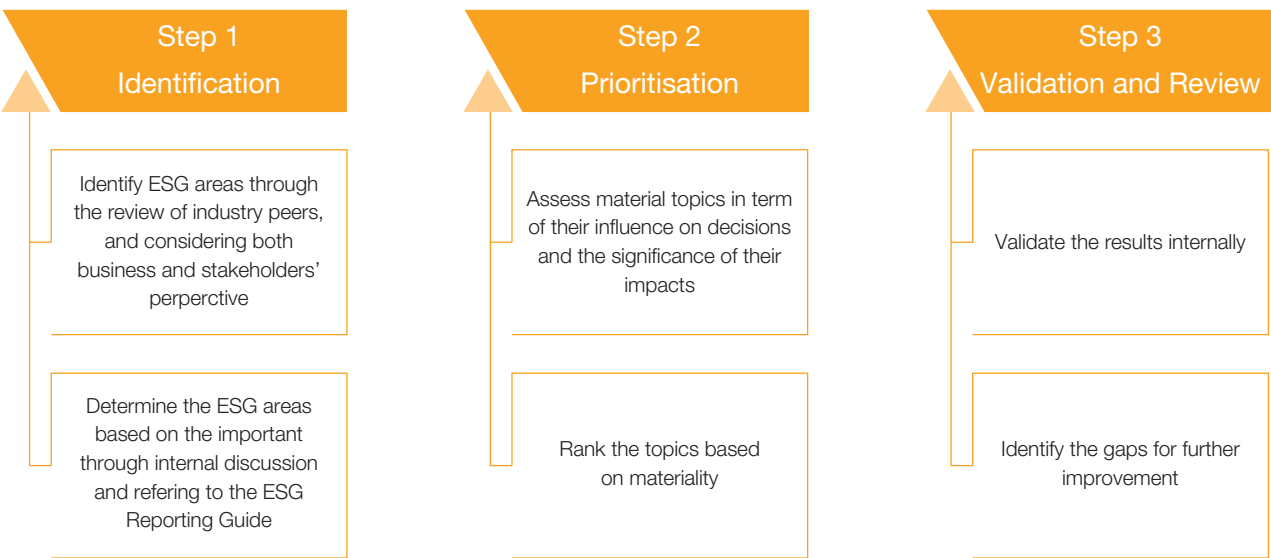 Step 1
Identification
Identify ESG areas through
the review of industry peers,
and considering both
business and stakeholders’
perperctive
Determine the ESG areas
based on the important
through internal discussion
and refering to the ESG
Reporting Guide
Step 2
Prioritisation
Assess material topics in term
of their influence on decisions
and the significance of their
impacts
Rank the topics based
on materiality
Step 3
Validation and Review
Validate the results internally
Identify the gaps for further
improvement